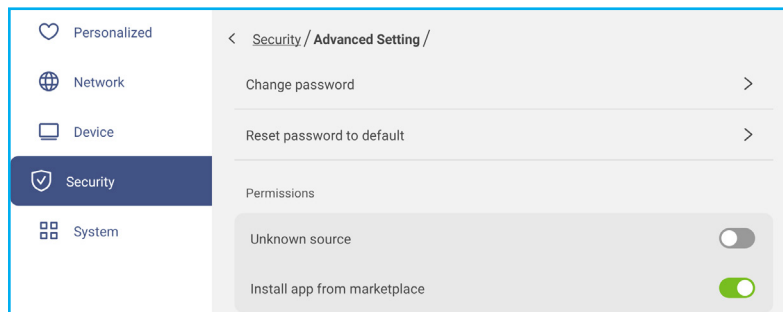 Personalized
Network
Device
Security
System
Security / Advanced Setting /
Change password
Reset password to default
Permissions
Unknown source
Install app from marketplace